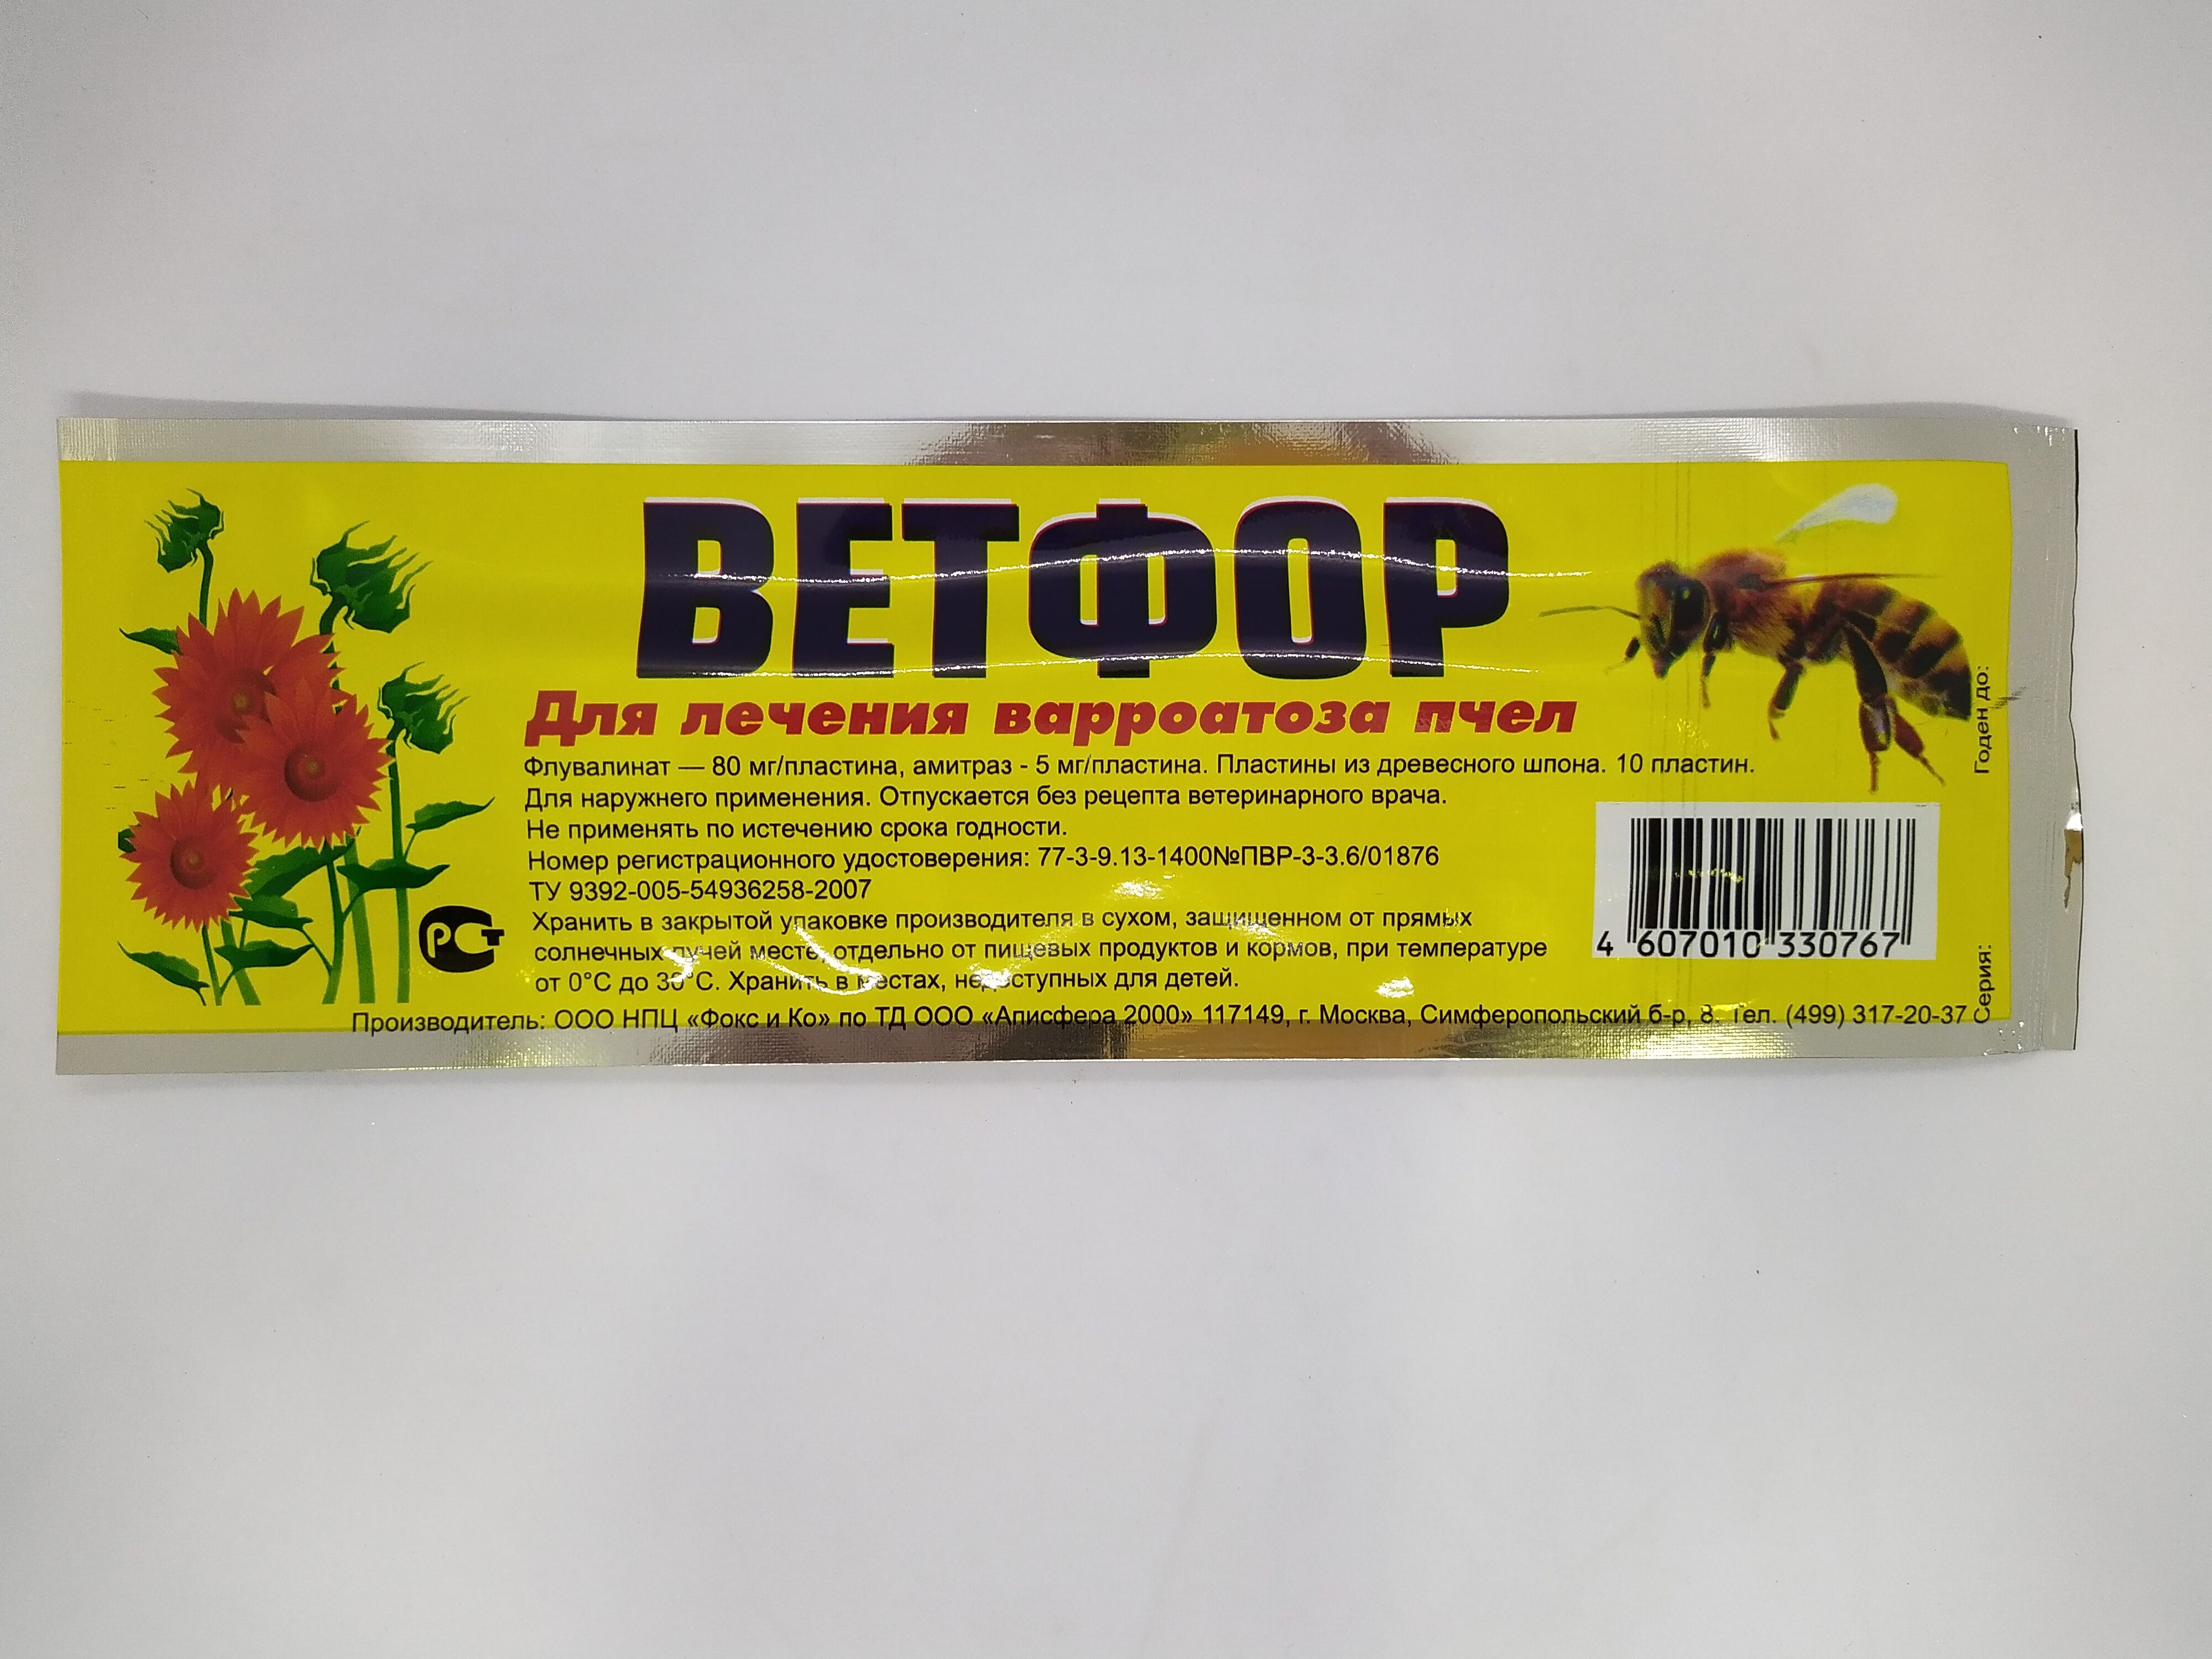 ВЕТФОР
Для лечения варроатоза пчел
Флувалинат — 80 мг/пластина, амитраз - 5 мг/пластина. Пластины из древесного шпона. 10 пластин.
Для наружнего применения. Отпускается без рецепта ветеринарного врача.
Не применять по истечению срока годности.
Номер регистрационного удостоверения: 77-3-9.13-1400№ПВР-3-3.6/01876
ТУ 9392-005-54936258-2007
Хранить в закрытой упаковке производителя в сухом, защищенном от прямых
солнечных лучей месте, отдельно от пищевых продуктов и кормов, при температуре
от 0°С до 30°С. Хранить в местах, недоступных для детей.
Производитель: ООО НПЦ «Фокс и Ко» по ТД ООО «Аписфера 2000» 117149, г. Москва, Симферопольский б-р, 8. Тел. (499) 317-20-37
РСТ
4 607010 330767
Годен до:
Серия: